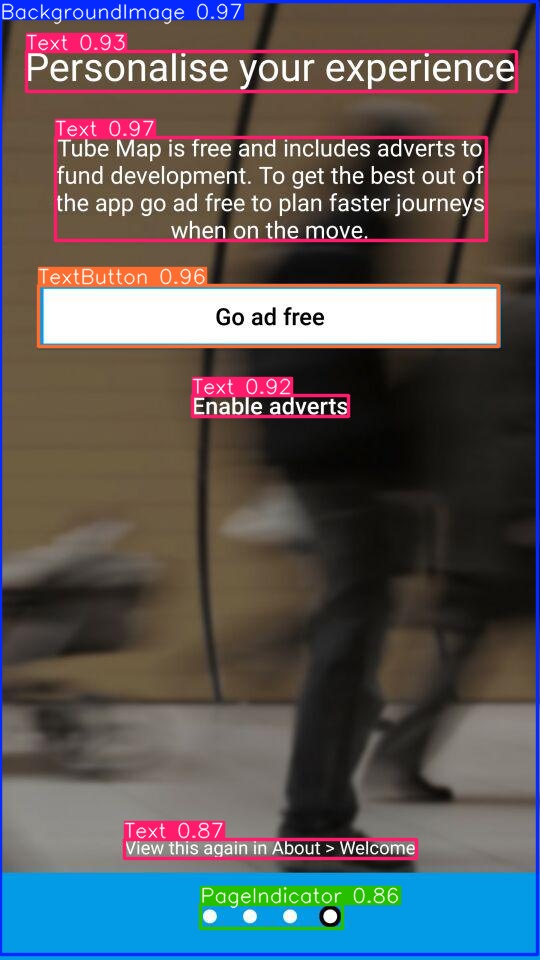 BackgroundImage 0.97
Text 0.93
Personalise your experience
Text 0.97
Tube Map is free and includes adverts to
fund development. To get the best out of
the app go ad free to plan faster journeys
when on the move.
TextButton 0.96
Go ad free
Text 0.92
Enable adverts
Text 0.87
View this again in About > Welcome
PageIndicator 0.86